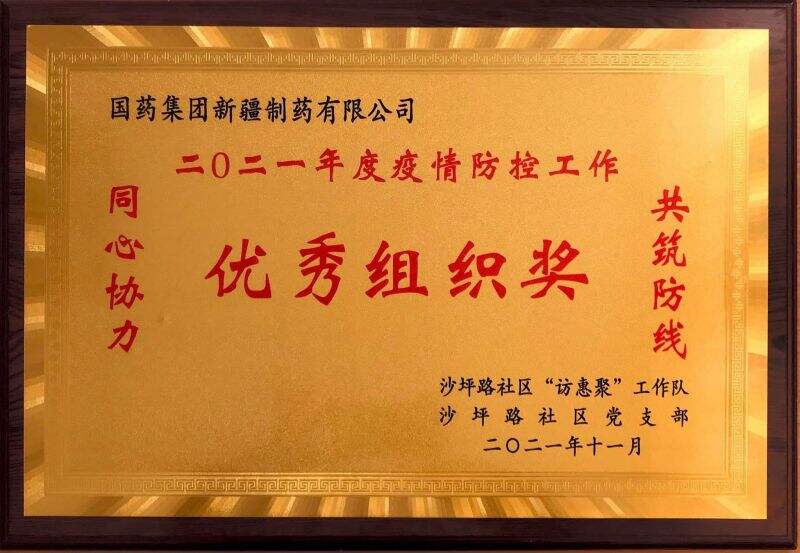 国药集团新疆制药有限公司
二〇二一年度疫情防控工作
同心协力
优秀组织奖
共筑防线
沙坪路社区“访惠聚”工作队
沙坪路社区党支部
二〇二一年十一月